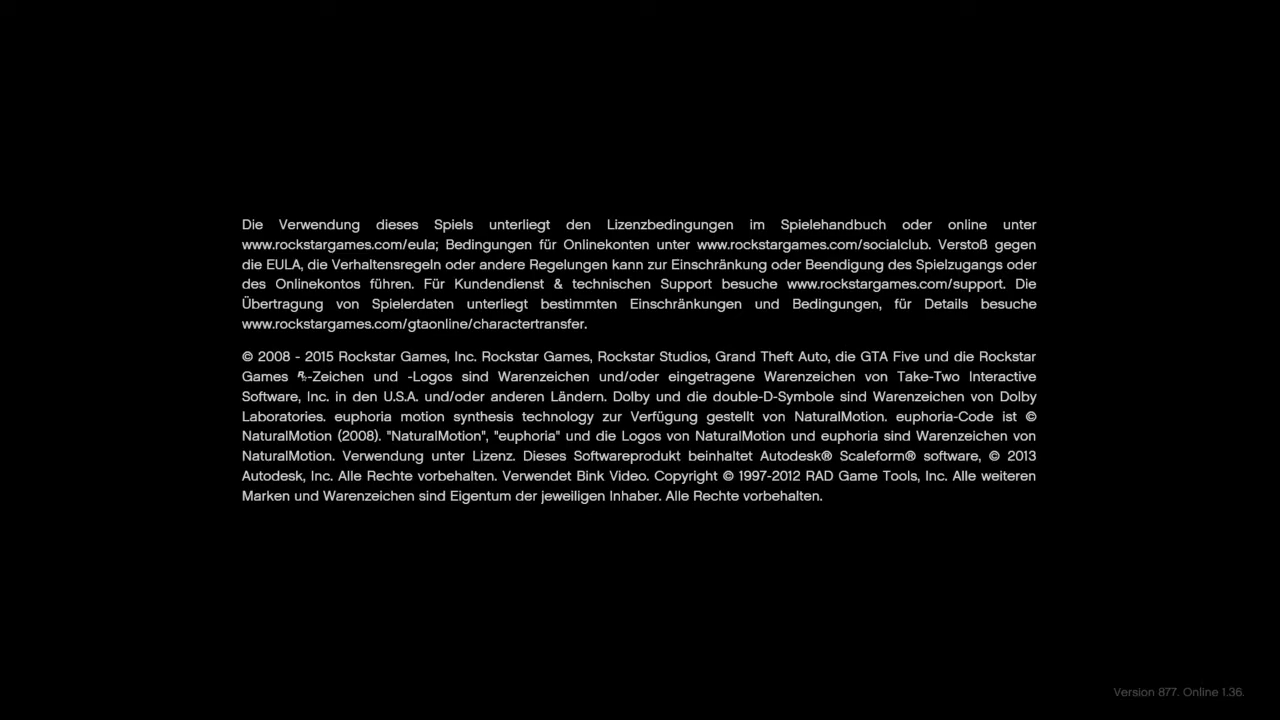 Die Verwendung dieses Spiels unterliegt den Lizenzbedingungen im Spielehandbuch oder online unter
www.rockstargames.com/eula; Bedingungen für Onlinekonten unter www.rockstargames.com/socialclub. Verstoß gegen
die EULA, die Verhaltensregeln oder andere Regelungen kann zur Einschränkung oder Beendigung des Spielzugangs oder
des Onlinekontos führen. Für Kundendienst & technischen Support besuche www.rockstargames.com/support. Die
Übertragung von Spielerdaten unterliegt bestimmten Einschränkungen und Bedingungen, für Details besuche
www.rockstargames.com/gtaonline/charactertransfer.
© 2008 - 2015 Rockstar Games, Inc. Rockstar Games, Rockstar Studios, Grand Theft Auto, die GTA Five und die Rockstar
Games R*-Zeichen und -Logos sind Warenzeichen und/oder eingetragene Warenzeichen von Take-Two Interactive
Software, Inc. in den U.S.A. und/oder anderen Ländern. Dolby und die double-D-Symbole sind Warenzeichen von Dolby
Laboratories. euphoria motion synthesis technology zur Verfügung gestellt von NaturalMotion. euphoria-Code ist ©
NaturalMotion (2008). "NaturalMotion", "euphoria" und die Logos von NaturalMotion und euphoria sind Warenzeichen von
NaturalMotion. Verwendung unter Lizenz. Dieses Softwareprodukt beinhaltet Autodesk® Scaleform® software, © 2013
Autodesk, Inc. Alle Rechte vorbehalten. Verwendet Bink Video. Copyright © 1997-2012 RAD Game Tools, Inc. Alle weiteren
Marken und Warenzeichen sind Eigentum der jeweiligen Inhaber. Alle Rechte vorbehalten.
Version 877. Online 1.36.